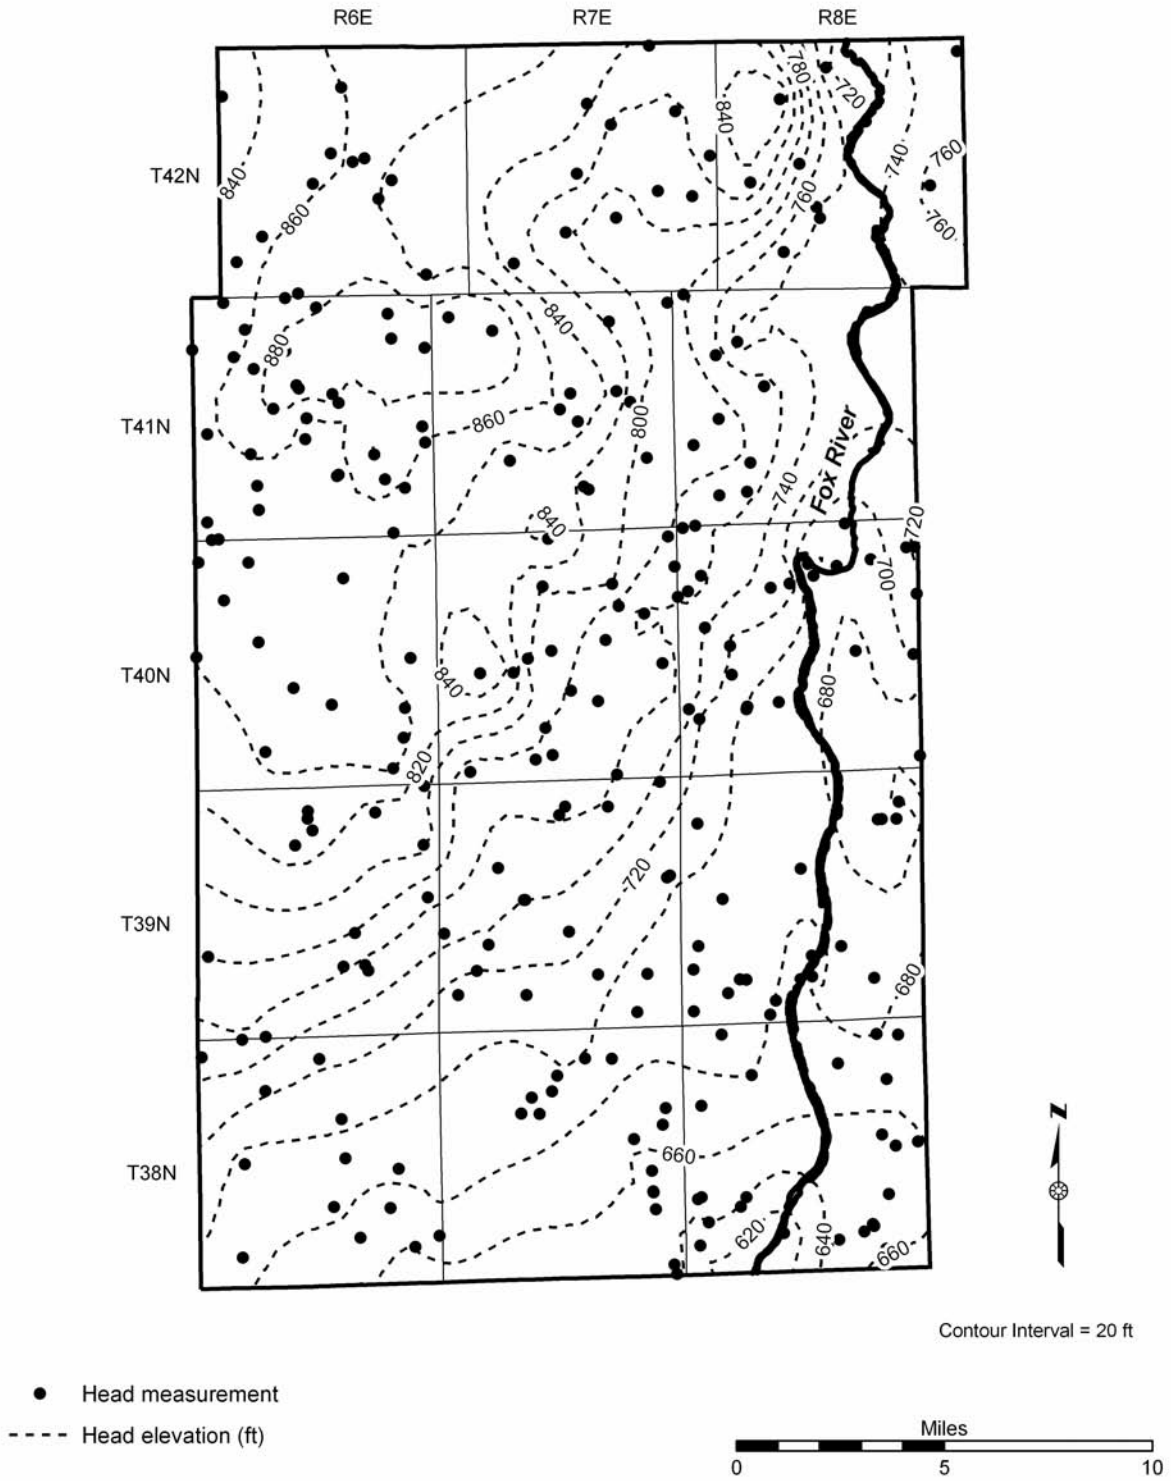 R6E R7E R8E
780
720
840
740
760
T42N
840
760
860
760
840
880
T41N
860
800
Fox River
740
840
720
700
T40N
840
680
820
720
T39N
680
660
T38N
620
640
660
N
Contour Interval = 20 ft
Head measurement
Head elevation (ft)
Miles
0 5 10